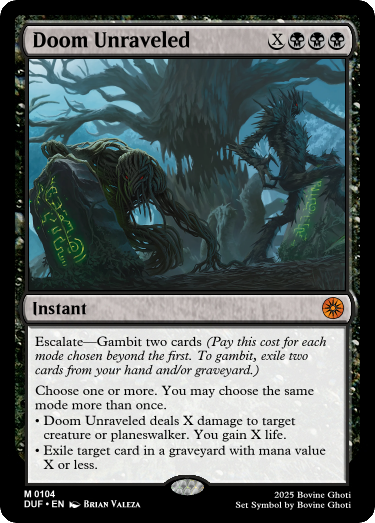 Doom Unraveled
X
Instant
Escalate—Gambit two cards (Pay this cost for each
mode chosen beyond the first. To gambit, exile two
cards from your hand and/or graveyard.)
Choose one or more. You may choose the same
mode more than once.
• Doom Unraveled deals X damage to target
creature or planeswalker. You gain X life.
• Exile target card in a graveyard with mana value
X or less.
M 0104
DUF • EN Brian Valeza
2025 Bovine Ghoti
Set Symbol by Bovine Ghoti